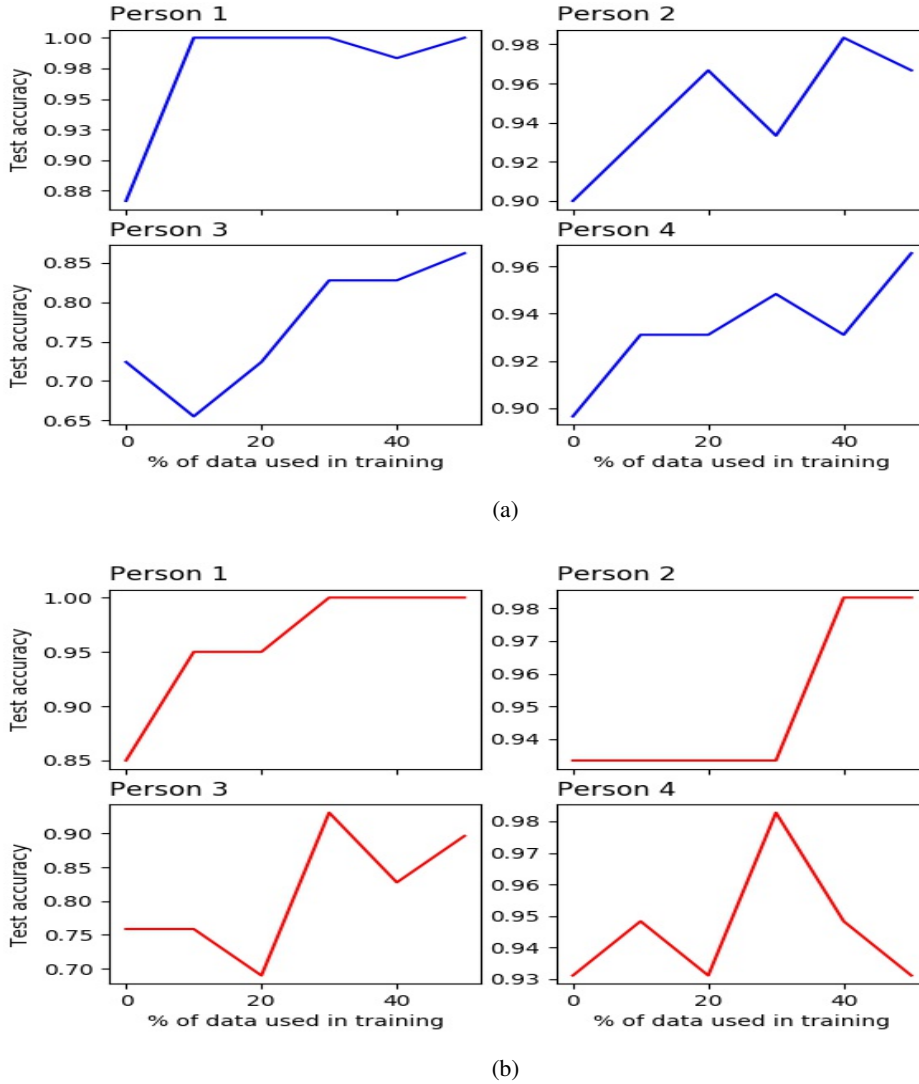 Person 1
Person 2
1.00
0.98
0.95
0.93
0.90
0.88
Test accuracy
0.98
0.96
0.94
0.92
0.90
Person 3
Person 4
0.85
0.80
0.75
0.70
0.65
Test accuracy
0.96
0.94
0.92
0.90
0 20 40
0 20 40
% of data used in training
% of data used in training
(a)
Person 1
Person 2
1.00
0.95
0.90
0.85
Test accuracy
0.98
0.97
0.96
0.95
0.94
Person 3
Person 4
0.90
0.85
0.80
0.75
0.70
Test accuracy
0.98
0.97
0.96
0.95
0.94
0.93
0 20 40
0 20 40
% of data used in training
% of data used in training
(b)